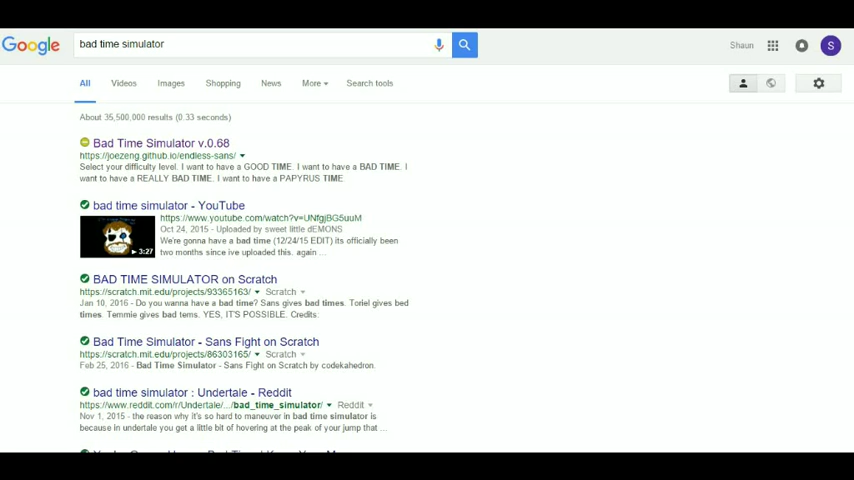 Google
bad time simulator
Shaun
S
All Videos Images Shopping News More Search tools
About 35,500,000 results (0.33 seconds)
Bad Time Simulator v.0.68
https://joezeng.github.io/endless-sans/
Select your difficulty level. I want to have a GOOD TIME. I want to have a BAD TIME. I
want to have a REALLY BAD TIME. I want to have a PAPYRUS TIME.
bad time simulator - YouTube
https://www.youtube.com/watch?v=UNfgjBG5uuM
Oct 24, 2015 - Uploaded by sweet little dEMONS
We're gonna have a bad time (12/24/15 EDIT) its officially been
two months since ive uploaded this. again ...
3:27
BAD TIME SIMULATOR on Scratch
https://scratch.mit.edu/projects/93365163/ Scratch
Jan 10, 2016 - Do you wanna have a bad time? Sans gives bad times. Toriel gives bed
times. Temmie gives bad tems. YES, IT'S POSSIBLE. Credits:
Bad Time Simulator - Sans Fight on Scratch
https://scratch.mit.edu/projects/86303165/ Scratch
Feb 25, 2016 - Bad Time Simulator - Sans Fight on Scratch by codekahedron.
bad time simulator : Undertale - Reddit
https://www.reddit.com/r/Undertale/.../bad_time_simulator/ Reddit
Nov 1, 2015 - the reason why it's so hard to maneuver in bad time simulator is
because in undertale you get a little bit of hovering at the peak of your jump that ...